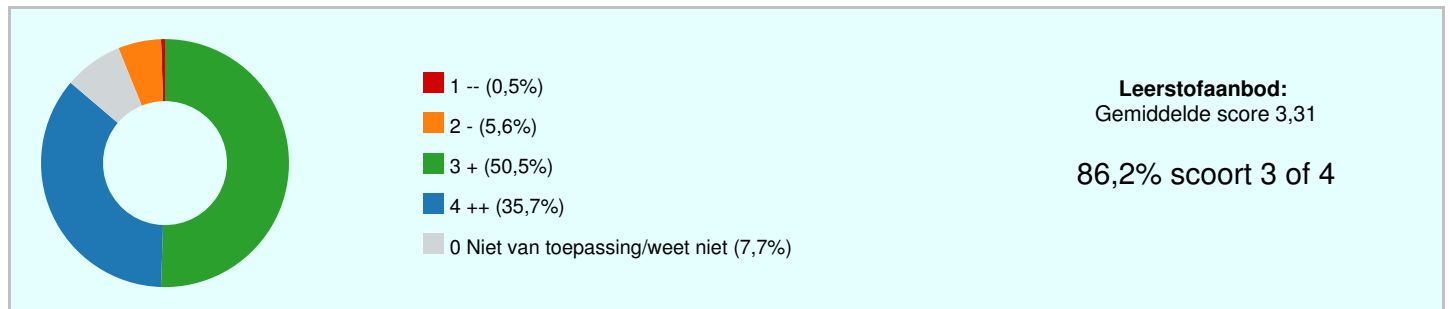 1 -- (0,5%)
2 - (5,6%)
3 + (50,5%)
4 ++ (35,7%)
0 Niet van toepassing/weet niet (7,7%)
Leerstofaanbod:
Gemiddelde score 3,31
86,2% scoort 3 of 4